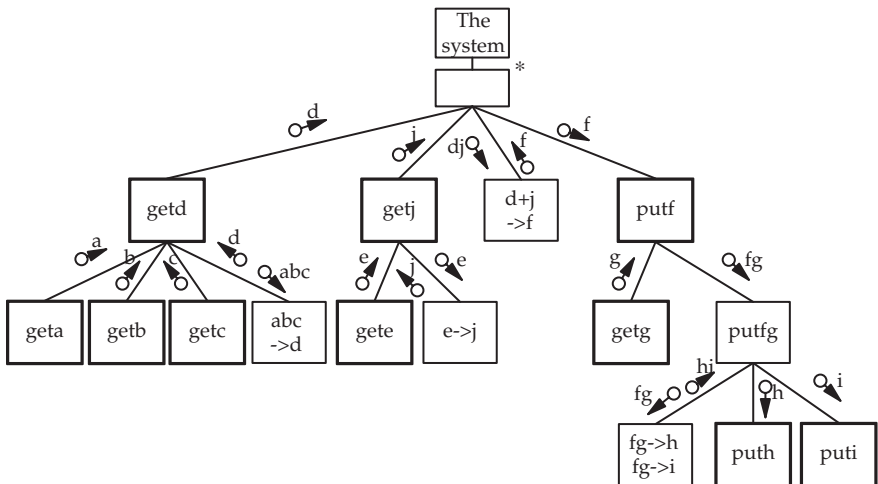 The
system
*
d
j
dj
f
f
getd
getj
d+j
->f
putf
a
b
c
d
abc
e
j
e
g
fg
geta
getb
getc
abc
->d
gete
e->j
getg
putfg
fg
hi
h
i
fg->h
fg->i
puth
puti